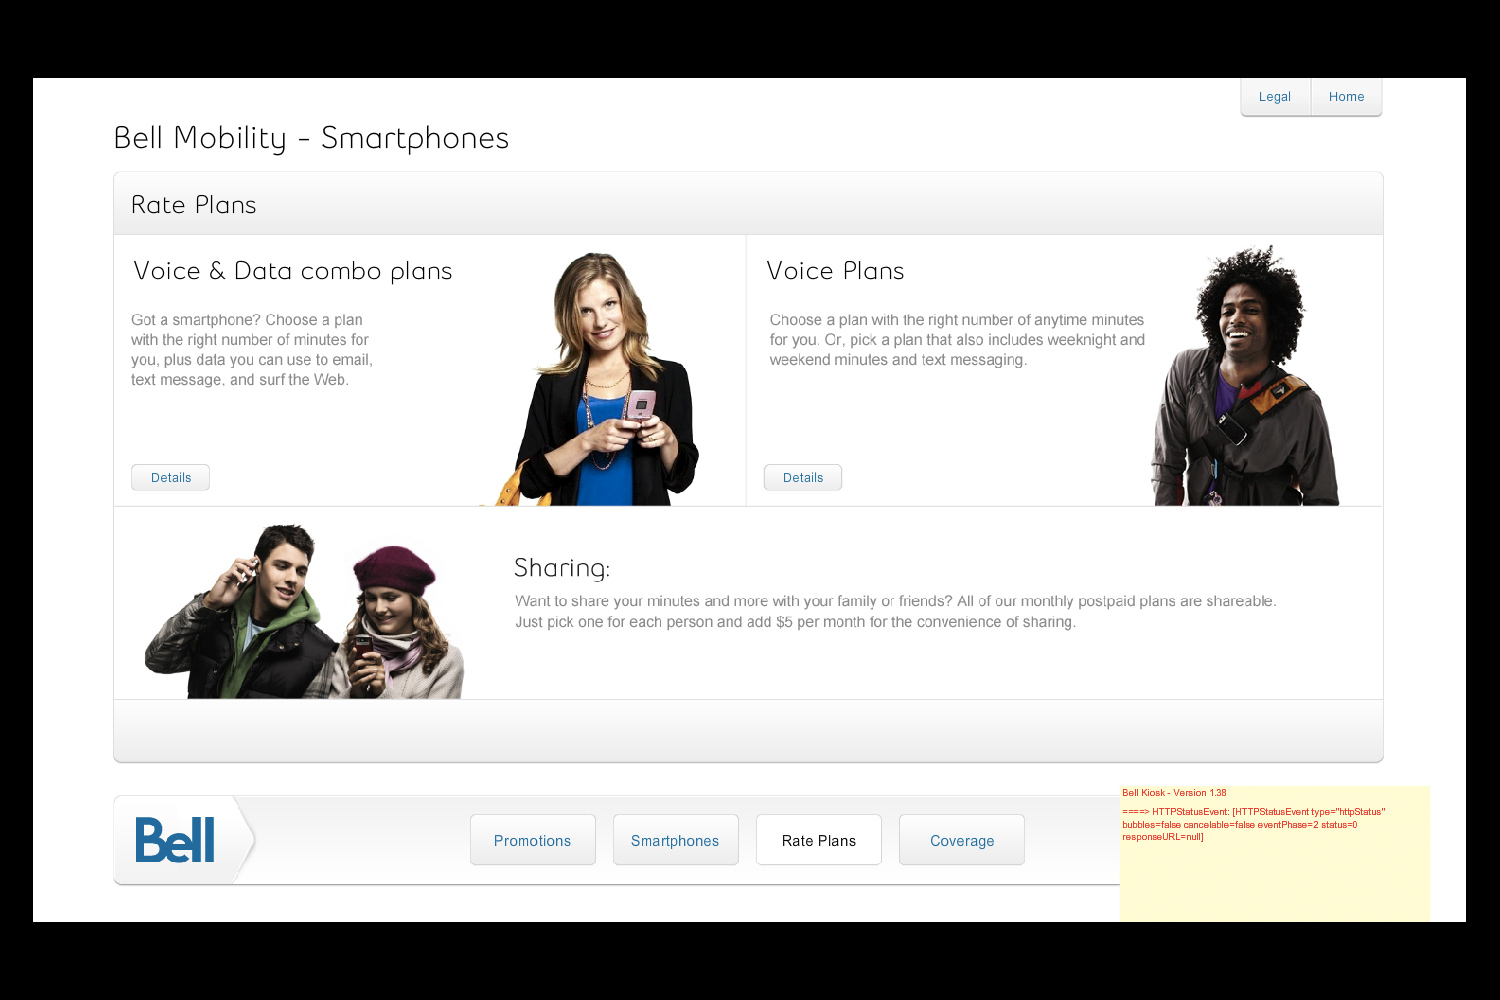 Legal Home
Bell Mobility - Smartphones
Rate Plans
Voice & Data combo plans
Got a smartphone? Choose a plan
with the right number of minutes for
you, plus data you can use to email,
text message, and surf the Web.
Details
Voice Plans
Choose a plan with the right number of anytime minutes
for you. Or, pick a plan that also includes weeknight and
weekend minutes and text messaging.
Details
Sharing:
Want to share your minutes and more with your family or friends? All of our monthly postpaid plans are shareable.
Just pick one for each person and add $5 per month for the convenience of sharing.
Bell
Promotions Smartphones Rate Plans Coverage
Bell Kiosk - Version 1.38
====> HTTPStatusEvent: [HTTPStatusEvent type="httpStatus"
bubbles=false cancelable=false eventPhase=2 status=0
responseURL=null]